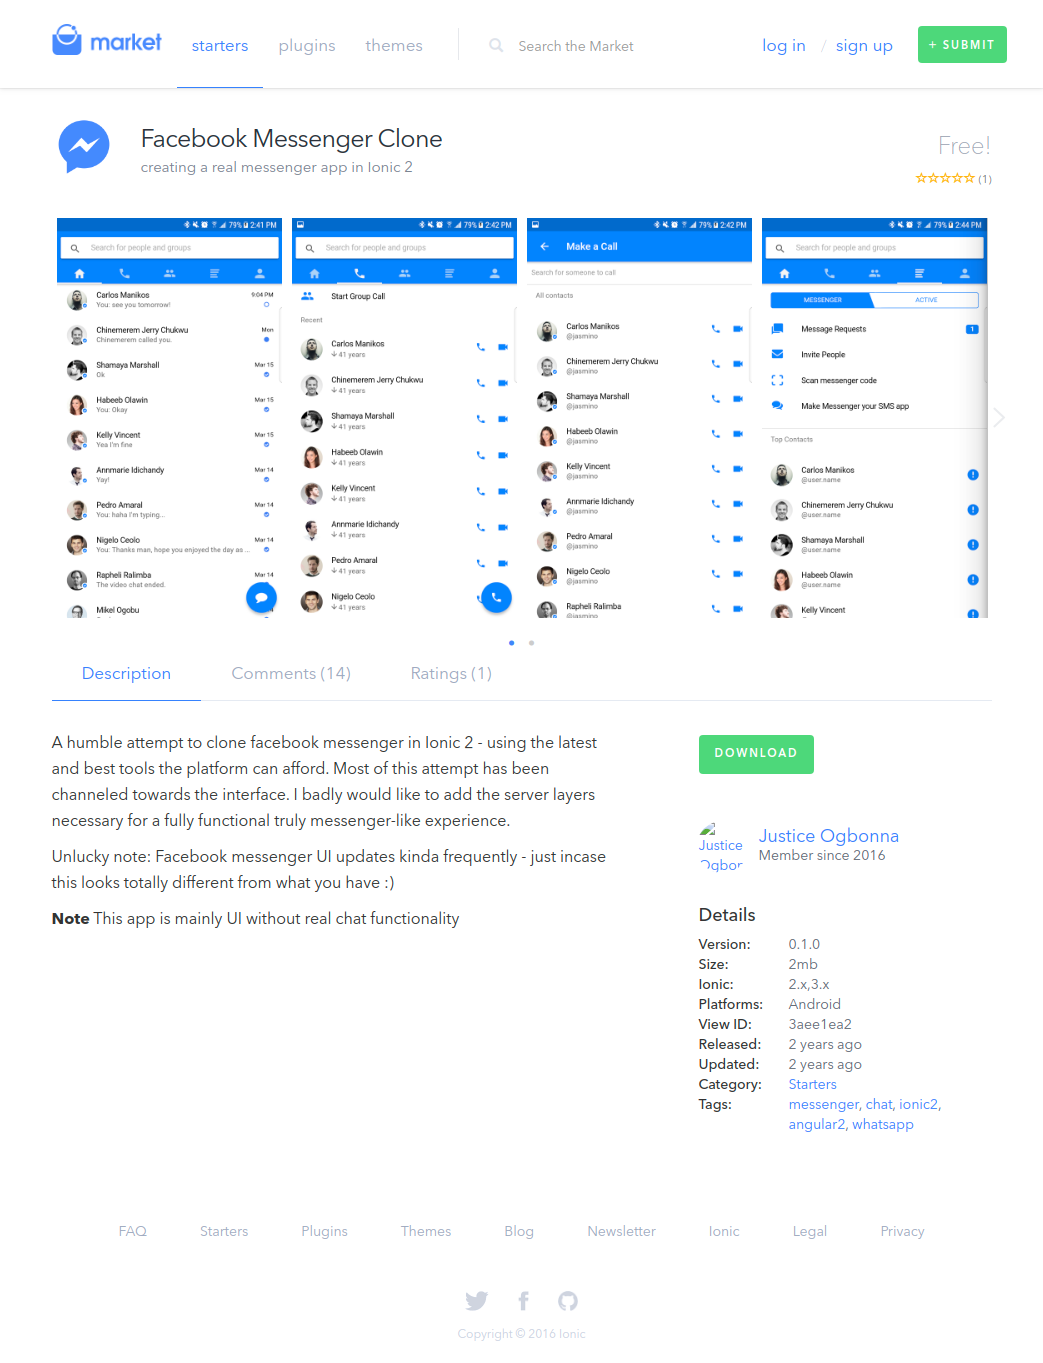 market
starters
plugins
themes
Search the Market
log in / sign up
+ SUBMIT
Facebook Messenger Clone
creating a real messenger app in Ionic 2
Free!
(1)
79% 2:41 PM
Search for people and groups
Carlos Manikos
9:04 PM
You: see you tomorrow!
Chinemerem Jerry Chukwu
Mon
Chinemerem called you.
Shamaya Marshall
Mar 15
Ok
Habeeb Olawin
Mar 15
You: Okay
Kelly Vincent
Mar 15
Yea I'm fine
Annmarie Idichandy
Mar 14
Yay!
Pedro Amaral
Mar 14
You: haha I'm typing...
Nigelo Ceolo
Mar 14
You: Thanks man, hope you enjoyed the day as ...
Rapheli Ralimba
Mar 14
The video chat ended.
Mikel Ogobu
79% 2:42 PM
Search for people and groups
Start Group Call
Recent
Carlos Manikos
41 years
Chinemerem Jerry Chukwu
41 years
Shamaya Marshall
41 years
Habeeb Olawin
41 years
Kelly Vincent
41 years
Annmarie Idichandy
41 years
Pedro Amaral
41 years
Nigelo Ceolo
41 years
79% 2:42 PM
Make a Call
Search for someone to call
All contacts
Carlos Manikos
@jasmino
Chinemerem Jerry Chukwu
@jasmino
Shamaya Marshall
@jasmino
Habeeb Olawin
@jasmino
Kelly Vincent
@jasmino
Annmarie Idichandy
@jasmino
Pedro Amaral
@jasmino
Nigelo Ceolo
@jasmino
Rapheli Ralimba
@jasmino
79% 2:44 PM
Search for people and groups
MESSENGER
ACTIVE
Message Requests
1
Invite People
Scan messenger code
Make Messenger your SMS app
Top Contacts
Carlos Manikos
@user.name
Chinemerem Jerry Chukwu
@user.name
Shamaya Marshall
@user.name
Habeeb Olawin
@user.name
Kelly Vincent
@user.name
Description
Comments (14)
Ratings (1)
A humble attempt to clone facebook messenger in Ionic 2 - using the latest
and best tools the platform can afford. Most of this attempt has been
channeled towards the interface. I badly would like to add the server layers
necessary for a fully functional truly messenger-like experience.
Unlucky note: Facebook messenger UI updates kinda frequently - just incase
this looks totally different from what you have :)
Note This app is mainly UI without real chat functionality
DOWNLOAD
Justice
Ogbor
Justice Ogbonna
Member since 2016
Details
Version: 0.1.0
Size: 2mb
Ionic: 2.x,3.x
Platforms: Android
View ID: 3aee1ea2
Released: 2 years ago
Updated: 2 years ago
Category: Starters
Tags: messenger, chat, ionic2,
angular2, whatsapp
FAQ
Starters
Plugins
Themes
Blog
Newsletter
Ionic
Legal
Privacy
Copyright © 2016 Ionic